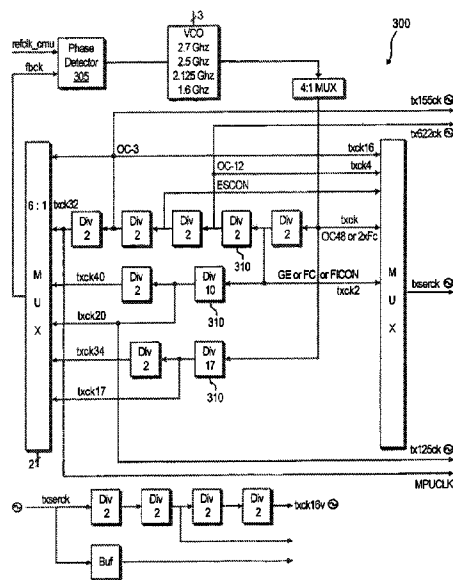 3
300
refclk_cmu
Phase
Detector
305
VCO
2.7 Ghz
2.5 Ghz
2.125 Ghz
1.6 Ghz
fbck
4:1 MUX
tx155ck
OC-3
txck16
tx622ck
OC-12
txck4
ESCON
6 : 1
txck32
Div
2
Div
2
Div
2
Div
2
Div
2
txck
310
OC48 or 2xFc
M
U
X
txck40
Div
2
Div
10
GE or FC or FICON
txck2
M
U
X
txserck
310
txck20
txck34
Div
2
Div
17
310
txck17
21
tx125ck
MPUCLK
txserck
Div
2
Div
2
Div
2
Div
2
txck16v
Buf